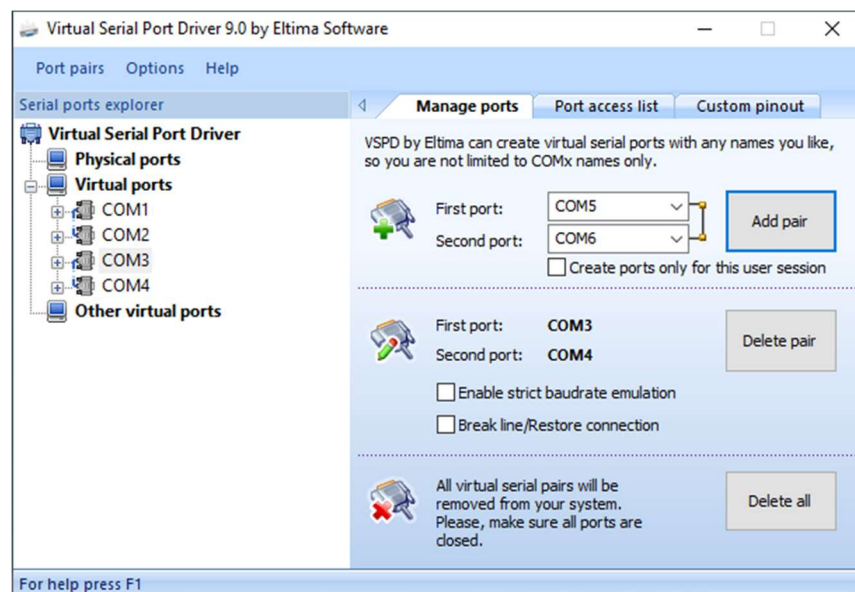 Virtual Serial Port Driver 9.0 by Eltima Software
Port pairs Options Help
Serial ports explorer
Virtual Serial Port Driver
Physical ports
Virtual ports
COM1
COM2
COM3
COM4
Other virtual ports
Manage ports Port access list Custom pinout
VSPD by Eltima can create virtual serial ports with any names you like,
so you are not limited to COMx names only.
First port: COM5
Second port: COM6
Add pair
Create ports only for this user session
First port: COM3
Second port: COM4
Delete pair
Enable strict baudrate emulation
Break line/Restore connection
All virtual serial pairs will be
removed from your system.
Please, make sure all ports are
closed.
Delete all
For help press F1